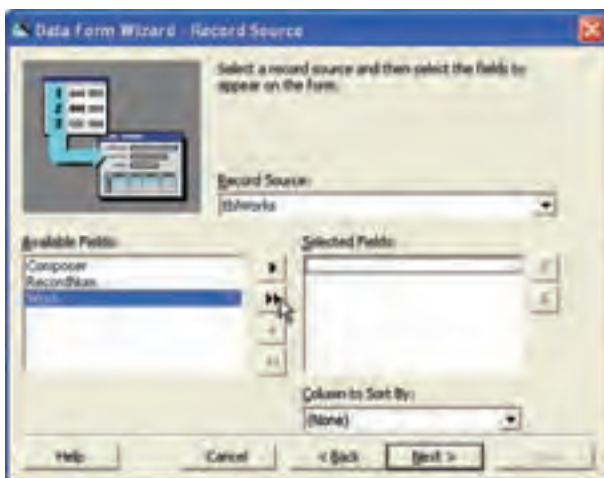 Data Form Wizard - Record Source
Select a record source and then select the fields to
appear on the form.
Record Source:
tblWorks
Available Fields:
Selected Fields:
Composer
RecordNum
Work
Column to Sort By:
(None)
Help
Cancel
< Back
Next >